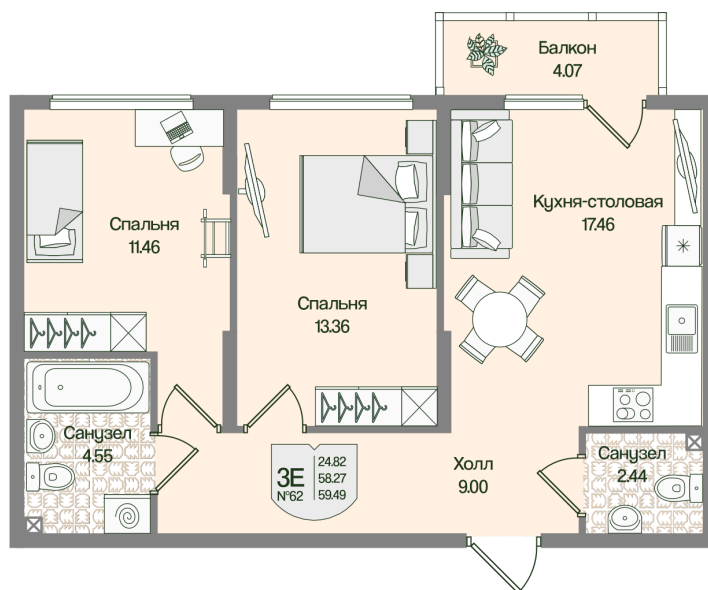 Балкон
4.07
Кухня-столовая
17.46
Спальня
11.46
Спальня
13.36
Санузел
4.55
3Е
№62
24.82
58.27
59.49
Холл
9.00
Санузел
2.44